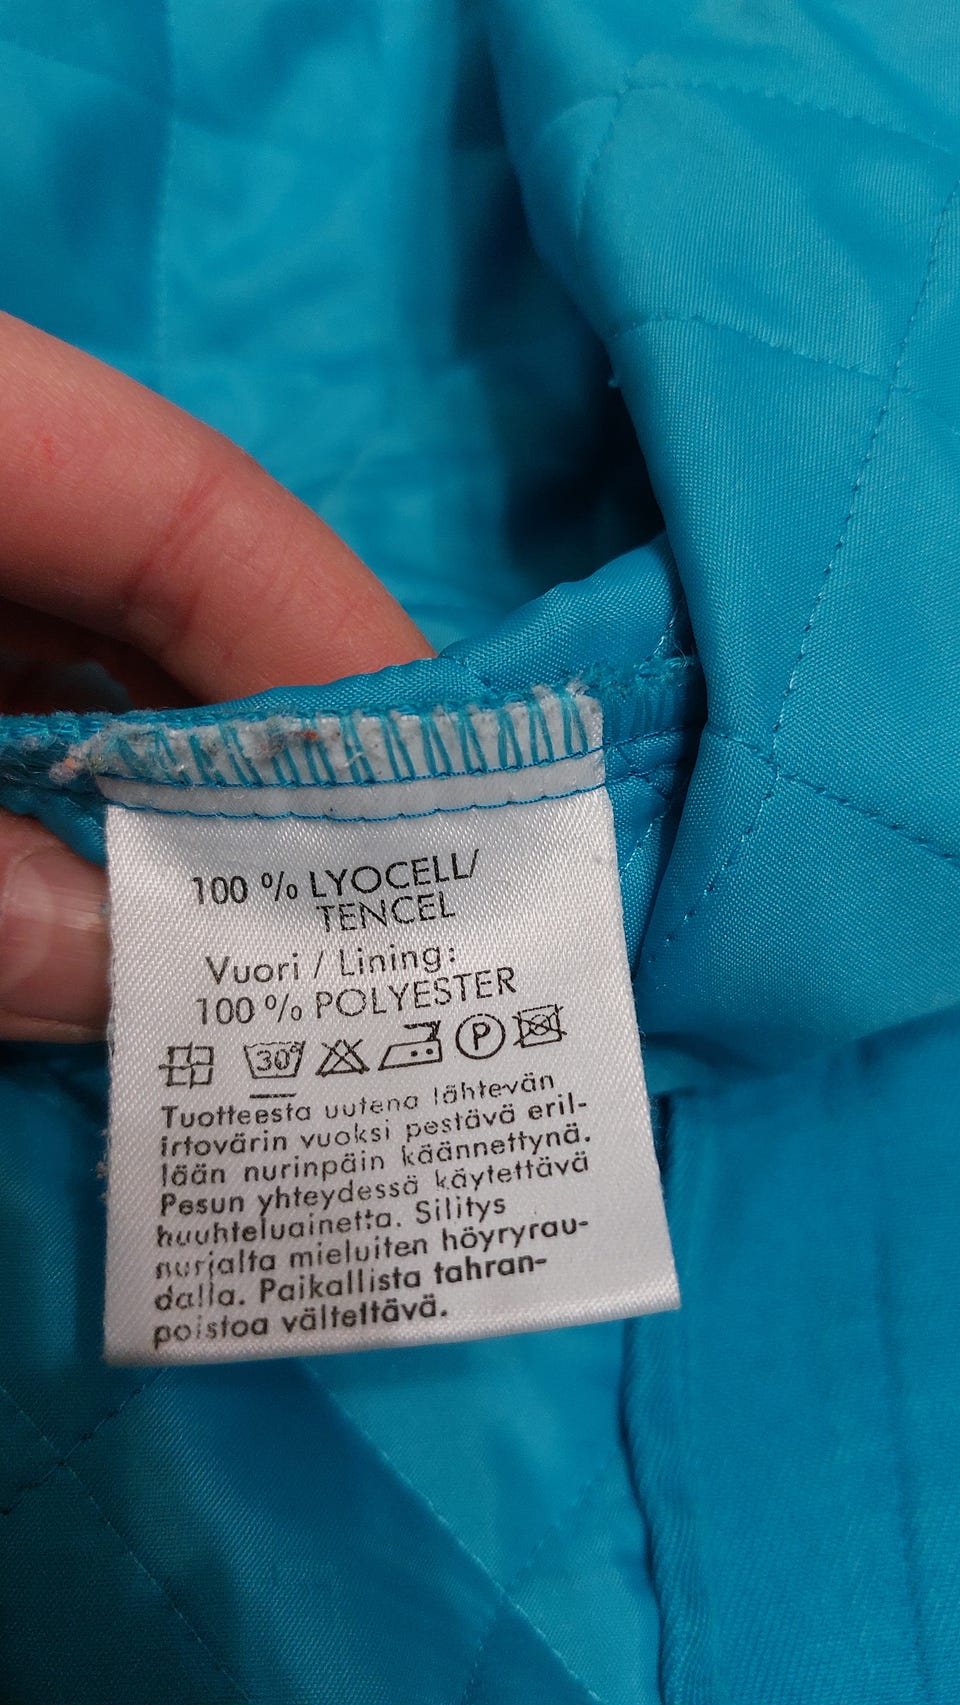 100 % LYOCELL/
TENCEL
Vuori / Lining:
100 % POLYESTER
30° P
Tuotteesta uutena lähtevän
irtovärin vuoksi pestävä eril-
lään nurinpäin käännettynä.
Pesun yhteydessä käytettävä
huuhteluainetta. Silitys
nurjalta mieluiten höyryrau-
dalla. Paikallista tahran-
poistoa vältettävä.